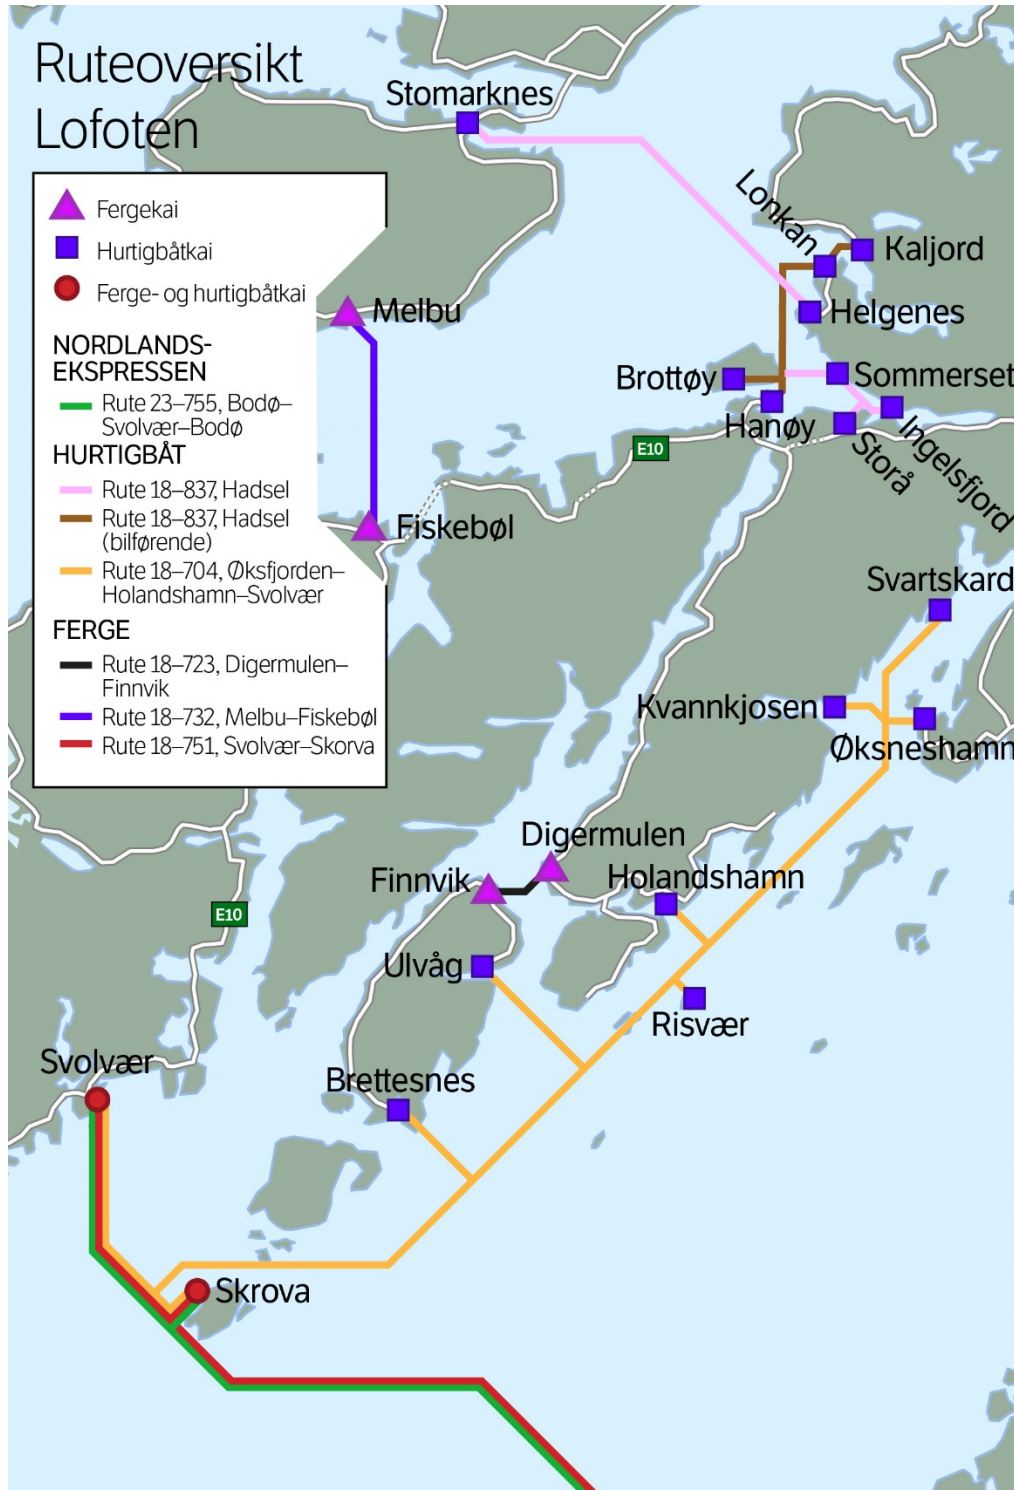 Ruteoversikt
Lofoten
Fergekai
Hurtigbåtkai
Ferge- og hurtigbåtkai
NORDLANDS-
EKSPRESSEN
Rute 23–755, Bodø–
Svolvær–Bodø
HURTIGBÅT
Rute 18–837, Hadsel
Rute 18–837, Hadsel
(bilførende)
Rute 18–704, Øksfjorden–
Holandshamn–Svolvær
FERGE
Rute 18–723, Digermulen–
Finnvik
Rute 18–732, Melbu–Fiskebøl
Rute 18–751, Svolvær–Skorva
Stomarknes
Lonkan
Kaljord
Melbu
Helgenes
Brottøy
Sommerset
Hanøy
Storå
Ingelsfjord
E10
Fiskebøl
Svartskard
Kvannkjosen
Øksneshamn
Digermulen
Finnvik
Holandshamn
E10
Ulvåg
Risvær
Svolvær
Brettesnes
Skrova